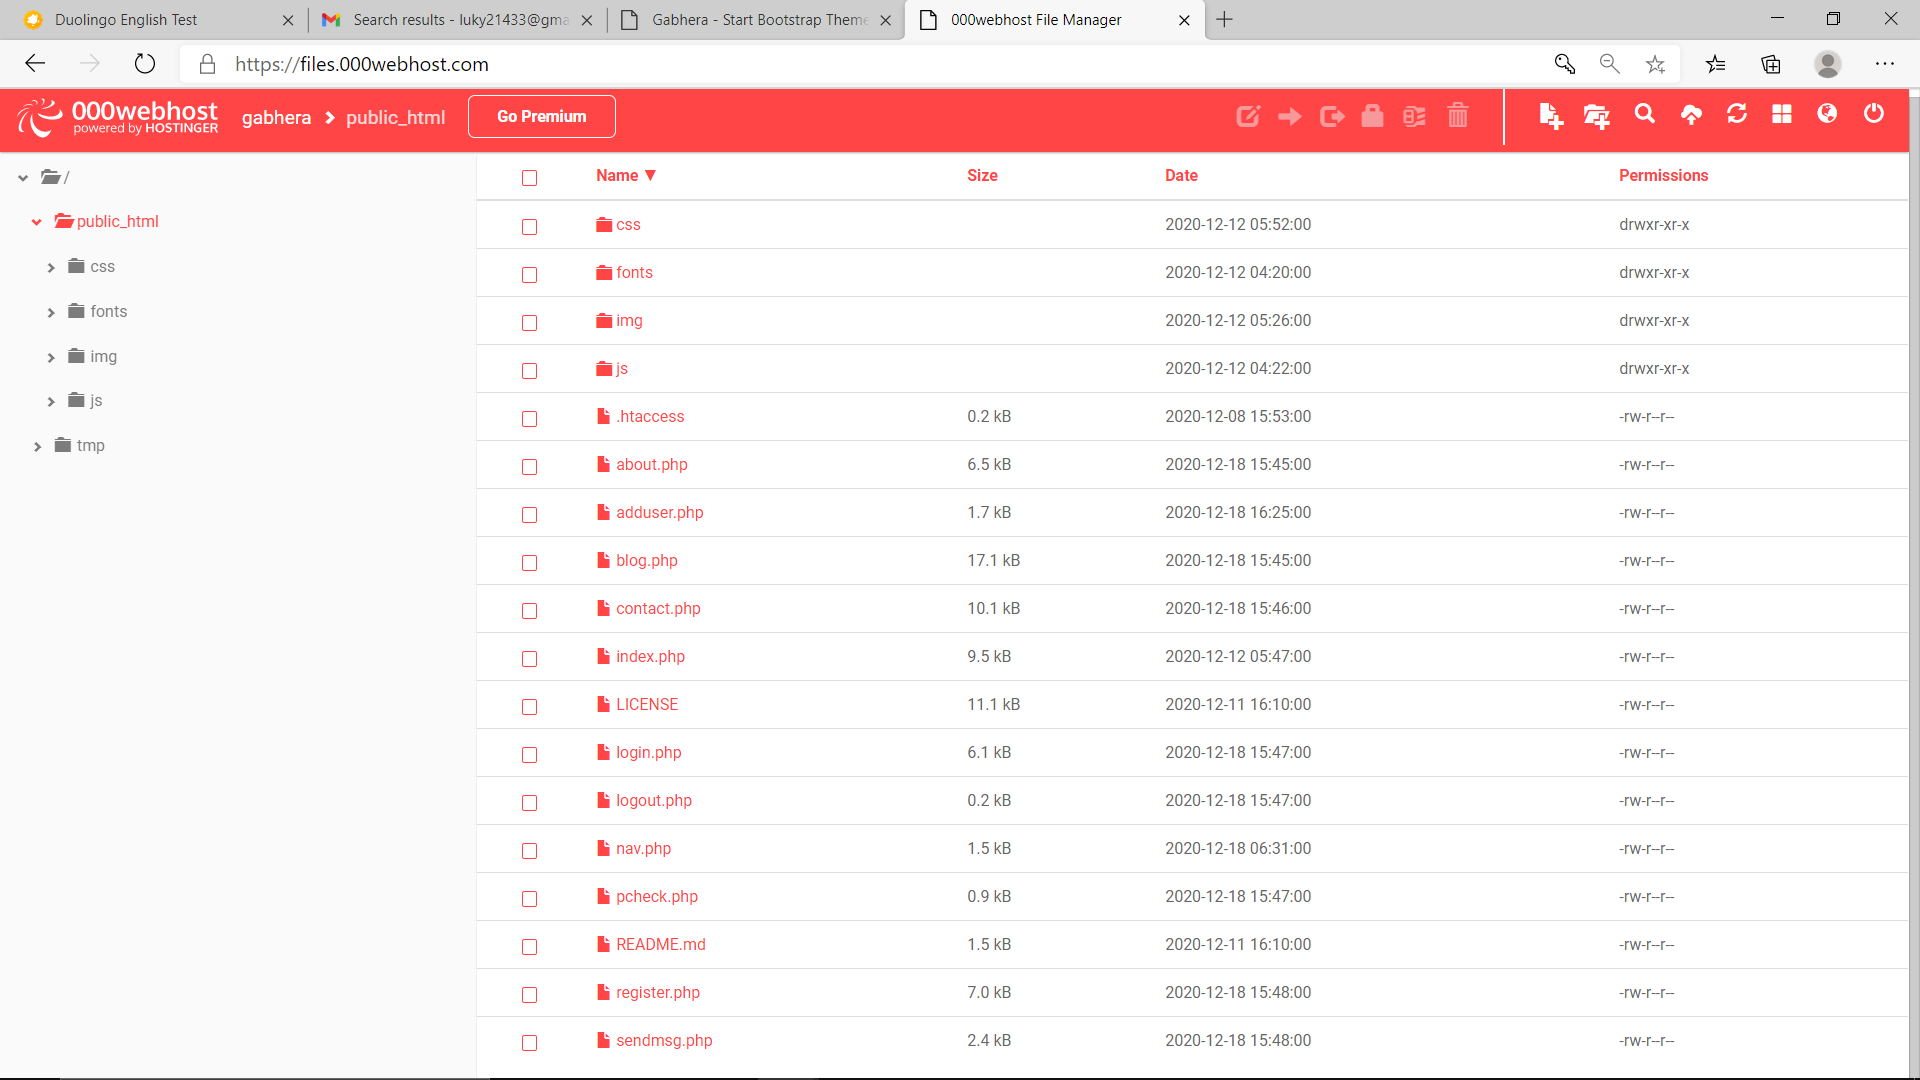 Duolingo English Test
Search results - luky21433@gma
Gabhera - Start Bootstrap Theme
000webhost File Manager
https://files.000webhost.com
000webhost
powered by HOSTINGER
gabhera
public_html
Go Premium
/
public_html
css
fonts
img
js
tmp
Name ▼ Size Date Permissions
css 2020-12-12 05:52:00 drwxr-xr-x
fonts 2020-12-12 04:20:00 drwxr-xr-x
img 2020-12-12 05:26:00 drwxr-xr-x
js 2020-12-12 04:22:00 drwxr-xr-x
.htaccess 0.2 kB 2020-12-08 15:53:00 -rw-r--r--
about.php 6.5 kB 2020-12-18 15:45:00 -rw-r--r--
adduser.php 1.7 kB 2020-12-18 16:25:00 -rw-r--r--
blog.php 17.1 kB 2020-12-18 15:45:00 -rw-r--r--
contact.php 10.1 kB 2020-12-18 15:46:00 -rw-r--r--
index.php 9.5 kB 2020-12-12 05:47:00 -rw-r--r--
LICENSE 11.1 kB 2020-12-11 16:10:00 -rw-r--r--
login.php 6.1 kB 2020-12-18 15:47:00 -rw-r--r--
logout.php 0.2 kB 2020-12-18 15:47:00 -rw-r--r--
nav.php 1.5 kB 2020-12-18 06:31:00 -rw-r--r--
pcheck.php 0.9 kB 2020-12-18 15:47:00 -rw-r--r--
README.md 1.5 kB 2020-12-11 16:10:00 -rw-r--r--
register.php 7.0 kB 2020-12-18 15:48:00 -rw-r--r--
sendmsg.php 2.4 kB 2020-12-18 15:48:00 -rw-r--r--